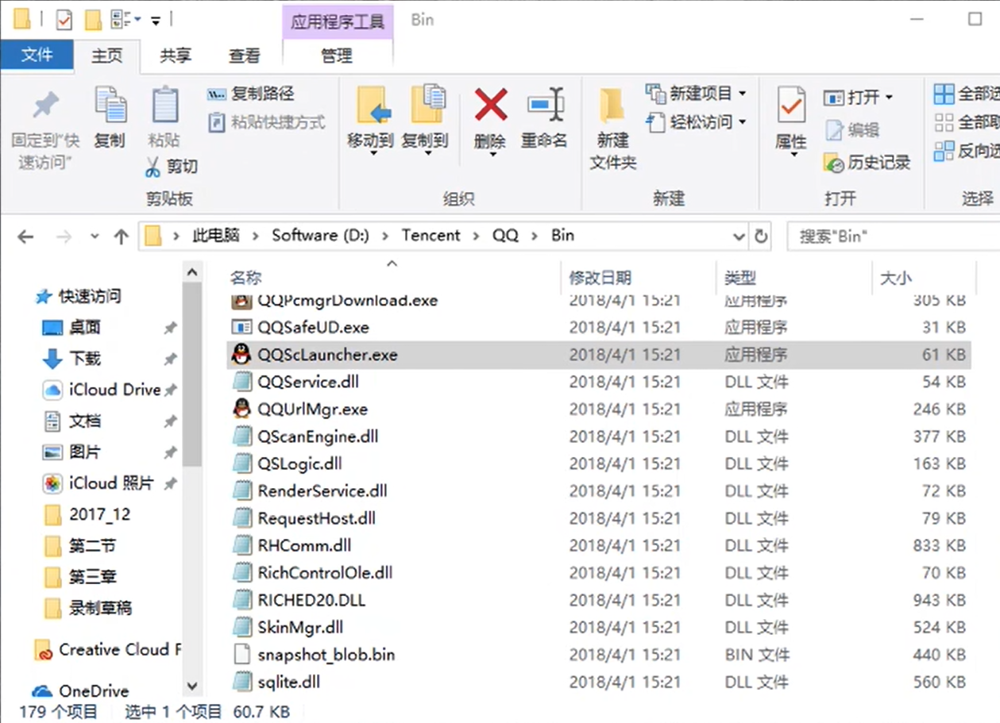 应用程序工具 Bin
文件 主页 共享 查看 管理
固定到"快速访问"
复制
粘贴
复制路径
粘贴快捷方式
剪切
剪贴板
移动到 复制到 删除 重命名
组织
新建文件夹
新建项目
轻松访问
新建
属性
打开
编辑
历史记录
打开
全部
全部取
反向
选择
此电脑 > Software (D:) > Tencent > QQ > Bin
搜索"Bin"
快速访问
桌面
下载
iCloud Drive
文档
图片
iCloud 照片
2017_12
第二节
第三章
录制草稿
Creative Cloud F
OneDrive
名称 修改日期 类型 大小
QQPcmgrDownload.exe 2018/4/1 15:21 应用程序 305 KB
QQSafeUD.exe 2018/4/1 15:21 应用程序 31 KB
QQScLauncher.exe 2018/4/1 15:21 应用程序 61 KB
QQService.dll 2018/4/1 15:21 DLL 文件 54 KB
QQUrlMgr.exe 2018/4/1 15:21 应用程序 246 KB
QScanEngine.dll 2018/4/1 15:21 DLL 文件 377 KB
QSLogic.dll 2018/4/1 15:21 DLL 文件 163 KB
RenderService.dll 2018/4/1 15:21 DLL 文件 72 KB
RequestHost.dll 2018/4/1 15:21 DLL 文件 79 KB
RHComm.dll 2018/4/1 15:21 DLL 文件 833 KB
RichControlOle.dll 2018/4/1 15:21 DLL 文件 70 KB
RICHED20.DLL 2018/4/1 15:21 DLL 文件 943 KB
SkinMgr.dll 2018/4/1 15:21 DLL 文件 524 KB
snapshot_blob.bin 2018/4/1 15:21 BIN 文件 440 KB
sqlite.dll 2018/4/1 15:21 DLL 文件 560 KB
179 个项目 选中 1 个项目 60.7 KB